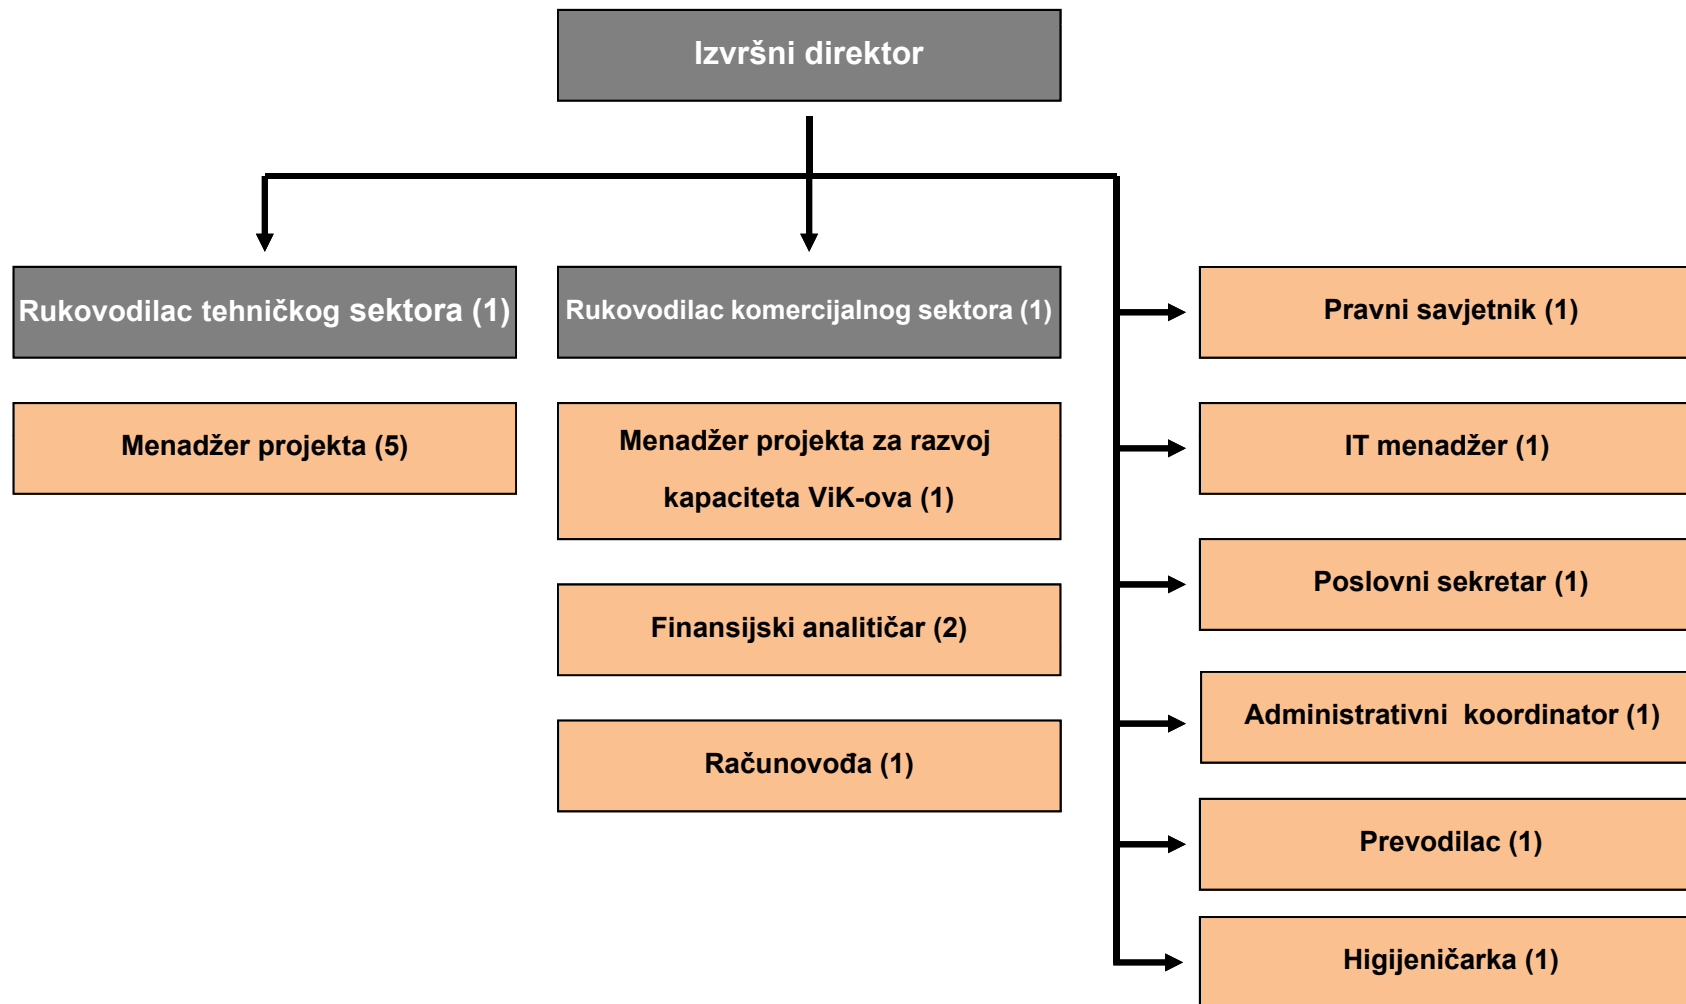 Izvršni direktor
Rukovodilac tehničkog sektora (1)
Menadžer projekta (5)
Rukovodilac komercijalnog sektora (1)
Menadžer projekta za razvoj
kapaciteta ViK-ova (1)
Finansijski analitičar (2)
Računovođa (1)
Pravni savjetnik (1)
IT menadžer (1)
Poslovni sekretar (1)
Administrativni  koordinator (1)
Prevodilac (1)
Higijeničarka (1)